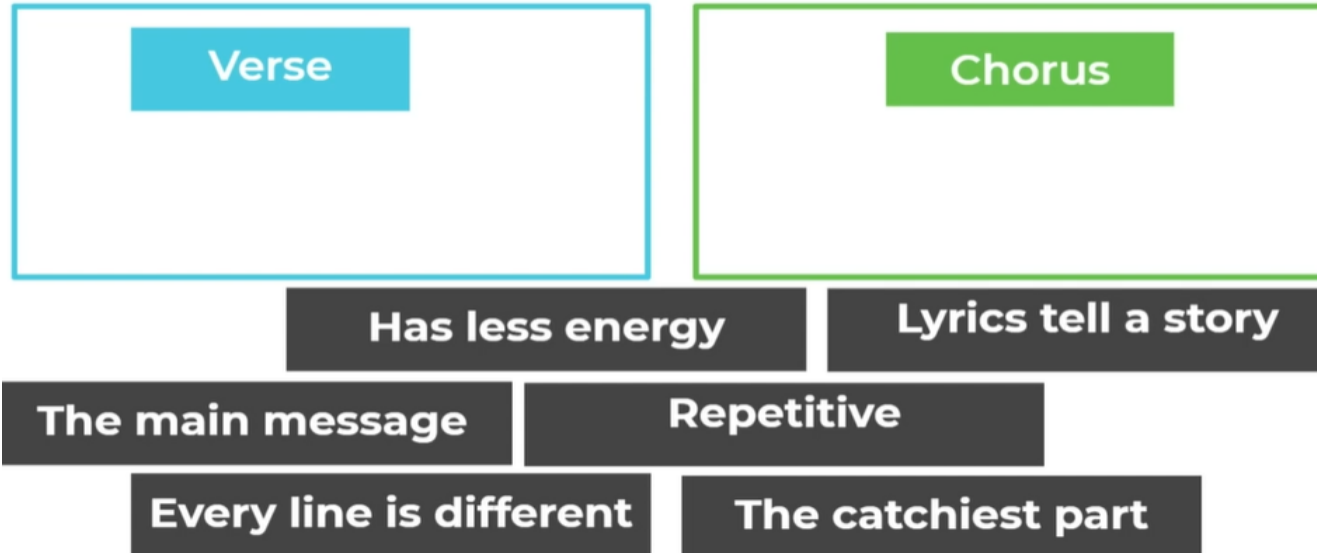 Verse
Chorus
Has less energy
Lyrics tell a story
The main message
Repetitive
Every line is different
The catchiest part